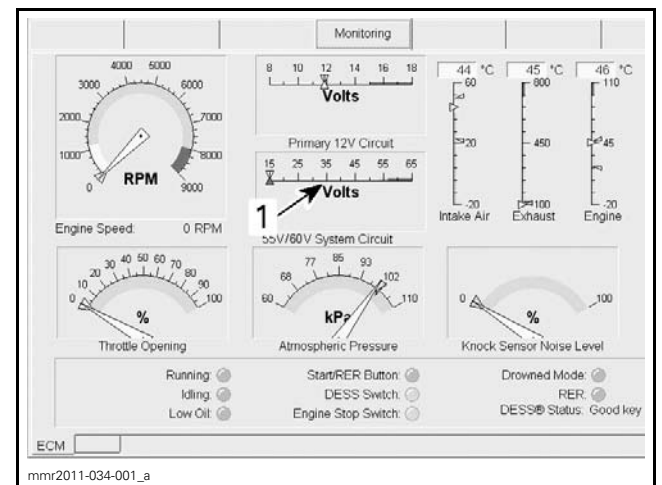 Monitoring
4000 5000
3000 6000
2000 7000
1000 8000
0 9000
RPM
Engine Speed: 0 RPM
8 10 12 14 16 18
Volts
Primary 12V Circuit
15 25 35 45 55 65
1
Volts
55V/60V System Circuit
44 °C
60
20
-20
Intake Air
45 °C
800
450
100
Exhaust
46 °C
110
45
-20
Engine
0 10 20 30 40 50 60 70 80 100
%
Throttle Opening
60 68 77 85 93 102 110
kPa
Atmospheric Pressure
0 100
%
Knock Sensor Noise Level
Running:
Idling:
Low Oil:
Start/RER Button:
DESS Switch:
Engine Stop Switch:
Drowned Mode:
RER:
DESS® Status: Good key
ECM
mmr2011-034-001_a